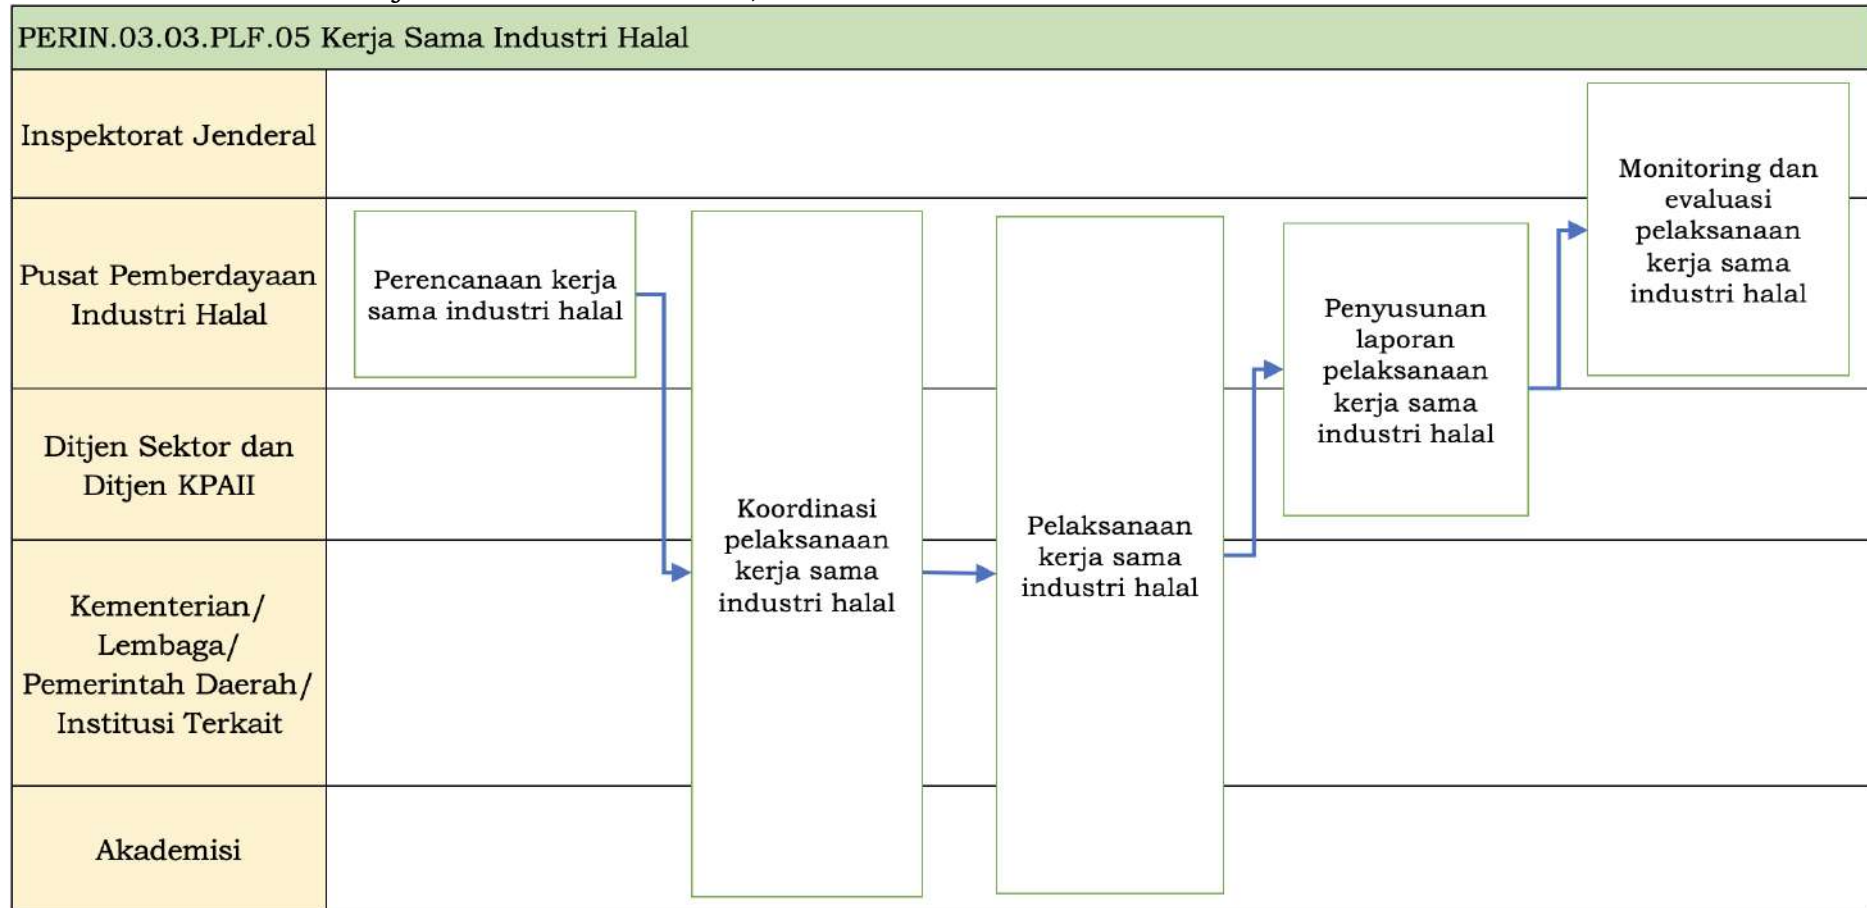 PERIN.03.03.PLF.05 Kerja Sama Industri Halal
Inspektorat Jenderal
Pusat Pemberdayaan
Industri Halal
Ditjen Sektor dan
Ditjen KPAII
Kementerian/
Lembaga/
Pemerintah Daerah/
Institusi Terkait
Akademisi
Perencanaan kerja
sama industri halal
Koordinasi
pelaksanaan
kerja sama
industri halal
Pelaksanaan
kerja sama
industri halal
Penyusunan
laporan
pelaksanaan
kerja sama
industri halal
Monitoring dan
evaluasi
pelaksanaan
kerja sama
industri halal